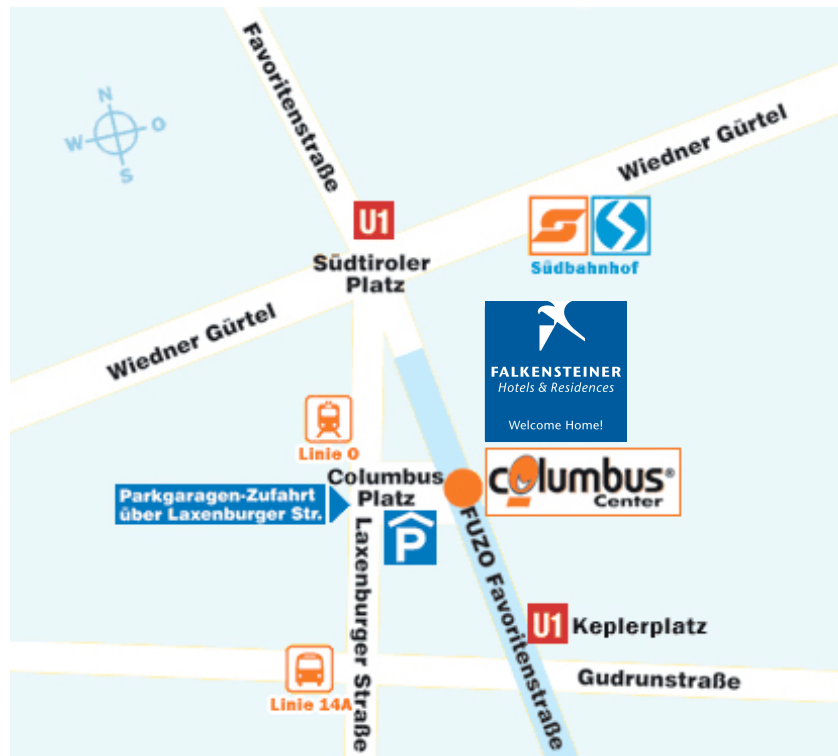 Favoritenstraße
N
W
O
S
Wiedner Gürtel
U1
Südtiroler
Platz
Südbahnhof
Wiedner Gürtel
FALKENSTEINER
Hotels & Residences
Welcome Home!
Linie O
Columbus
Platz
columbus®
Center
Parkgaragen-Zufahrt
über Laxenburger Str.
P
Laxenburger Straße
FUZO Favoritenstraße
U1 Keplerplatz
Gudrunstraße
Linie 14A